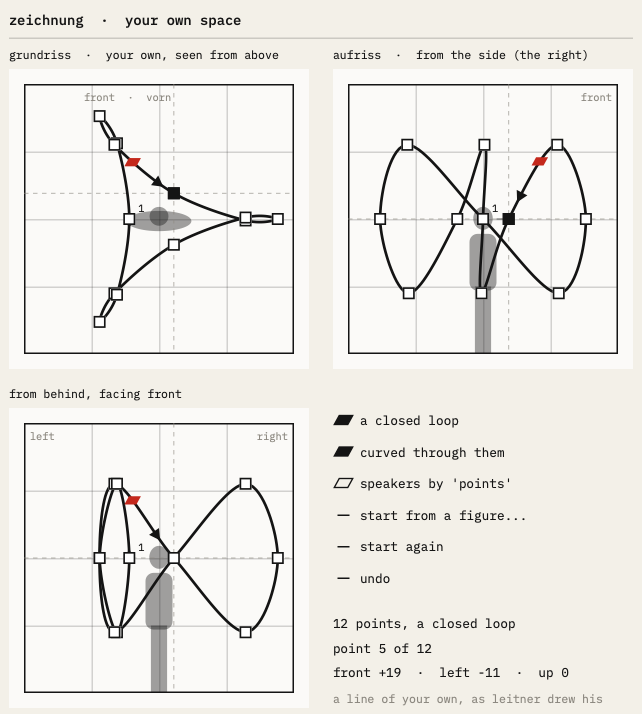 zeichnung · your own space
grundriss · your own, seen from above
aufriss · from the side (the right)
front · vorn
1
front
1
from behind, facing front
left
right
1
a closed loop
curved through them
speakers by 'points'
start from a figure...
start again
undo
12 points, a closed loop
point 5 of 12
front +19 · left -11 · up 0
a line of your own, as leitner drew his